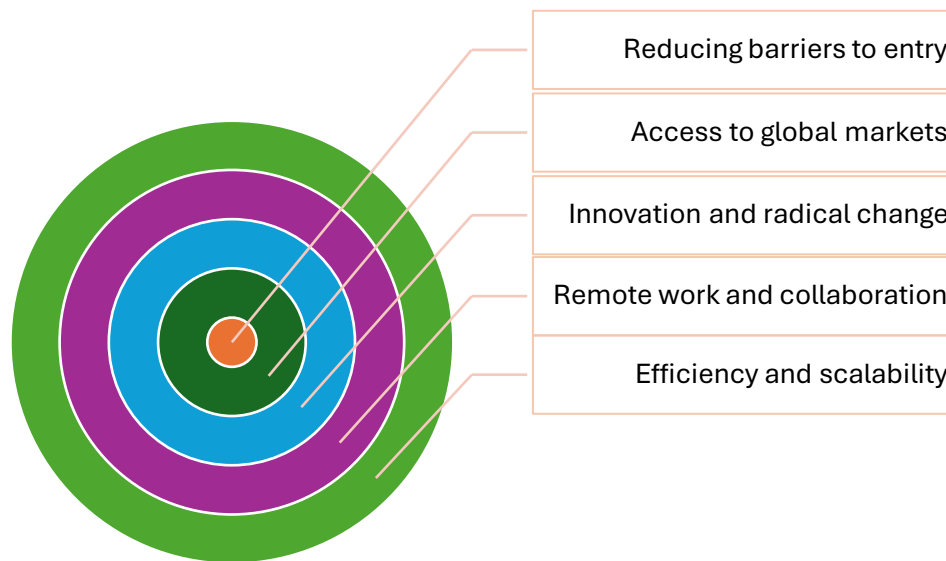 Reducing barriers to entry
Access to global markets
Innovation and radical change
Remote work and collaboration
Efficiency and scalability